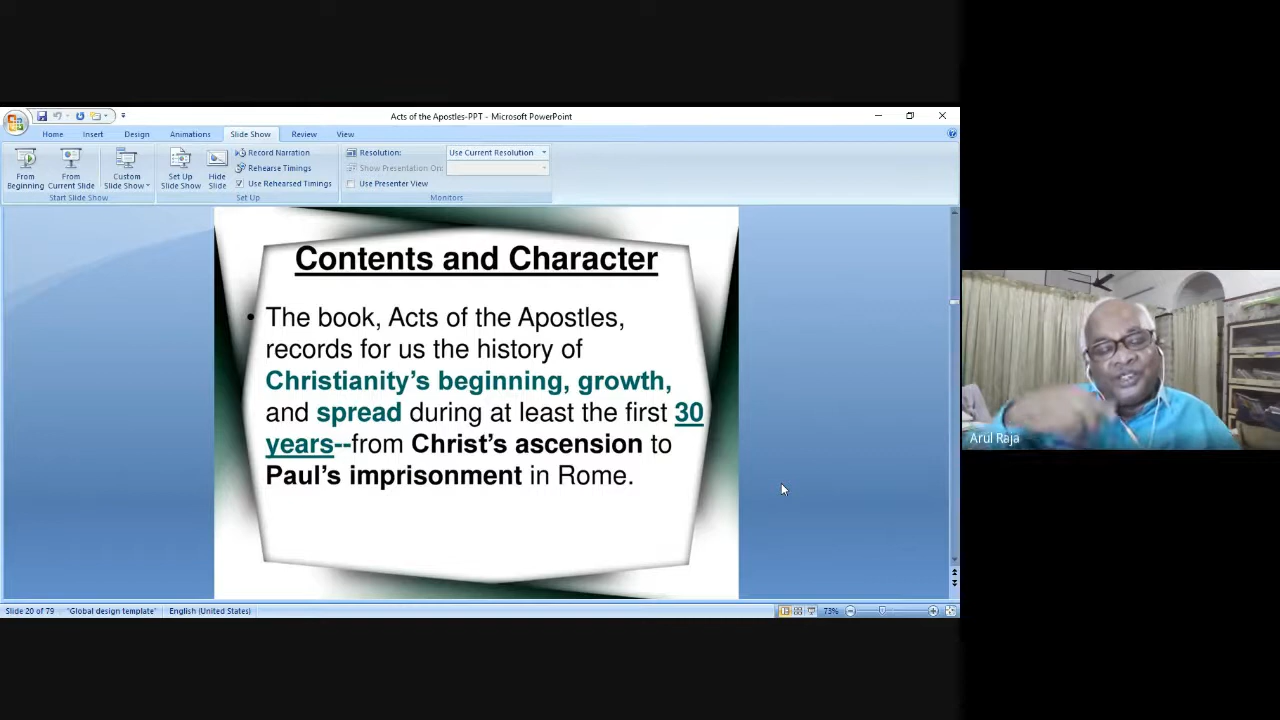 Acts of the Apostles-PPT - Microsoft PowerPoint
Home Insert Design Animations Slide Show Review View
From Beginning
From Current Slide
Custom Slide Show
Start Slide Show
Set Up Slide Show
Hide Slide
Record Narration
Rehearse Timings
Use Rehearsed Timings
Set Up
Resolution: Use Current Resolution
Show Presentation On:
Use Presenter View
Monitors
Contents and Character
• The book, Acts of the Apostles,
records for us the history of
Christianity's beginning, growth,
and spread during at least the first 30
years--from Christ's ascension to
Paul's imprisonment in Rome.
Arul Raja
Slide 20 of 79 "Global design template" English (United States) 73%